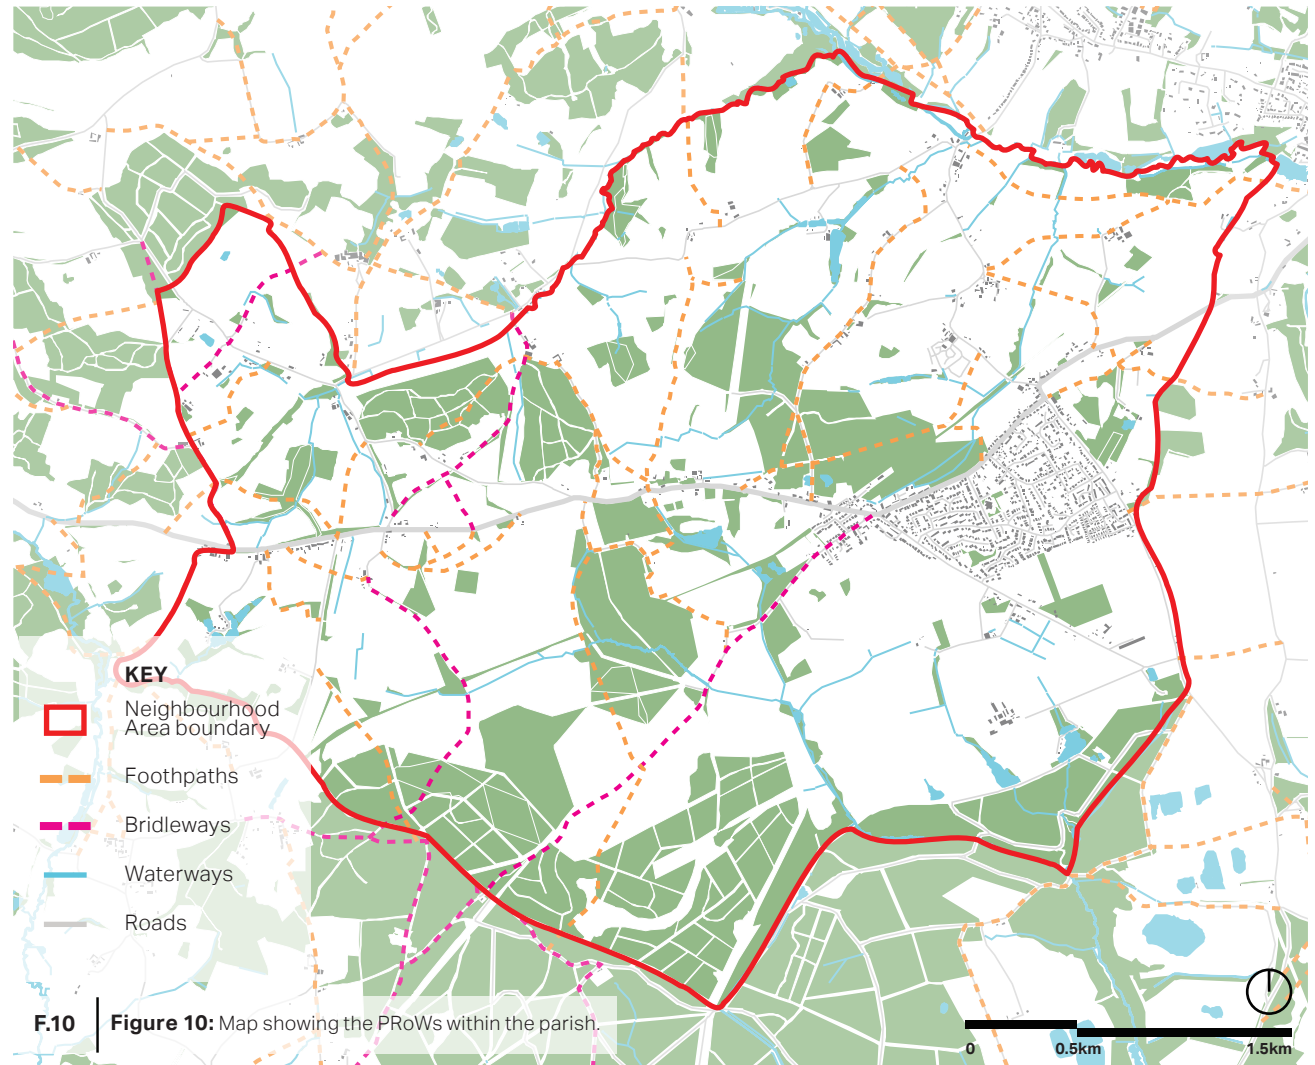 KEY
Neighbourhood
Area boundary
Foothpaths
Bridleways
Waterways
Roads
F.10
Figure 10: Map showing the PRoWs within the parish.
0 0.5km 1.5km